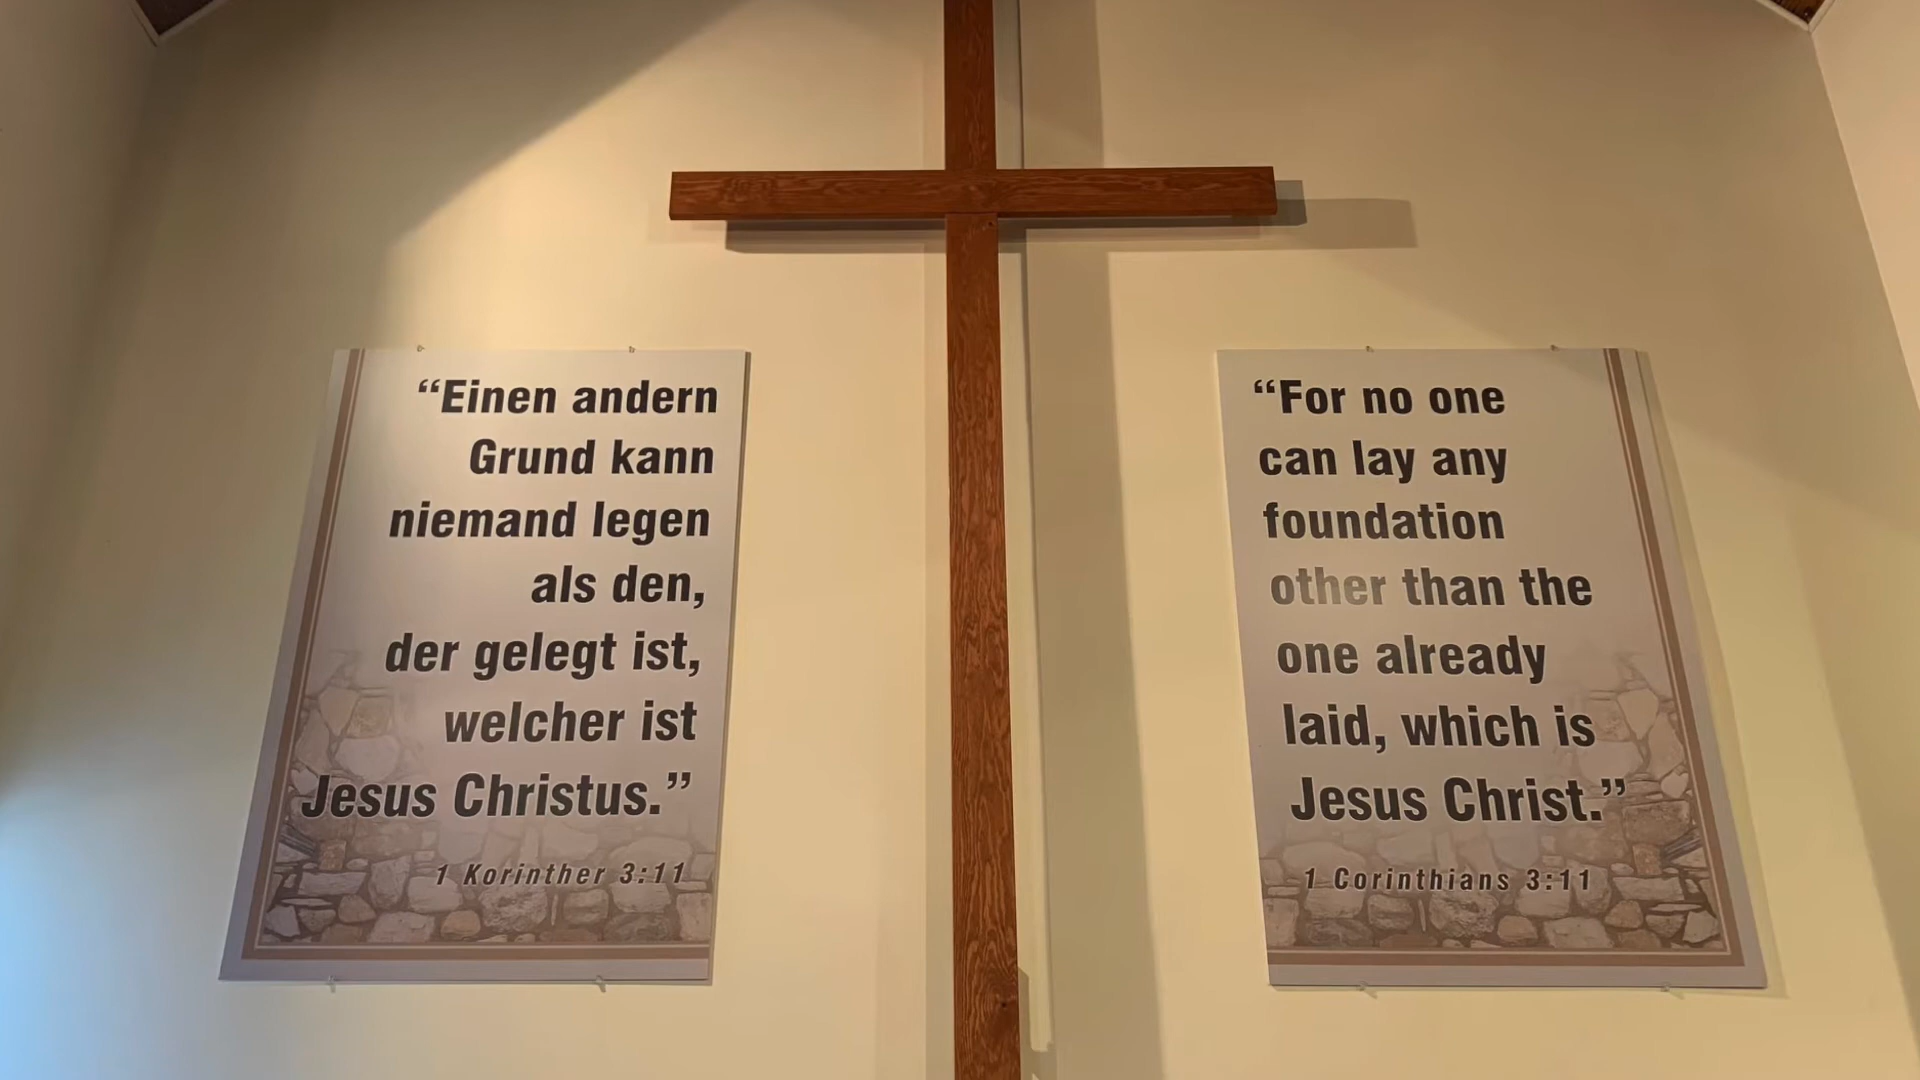 “Einen andern
Grund kann
niemand legen
als den,
der gelegt ist,
welcher ist
Jesus Christus.”
1 Korinther 3:11
“For no one
can lay any
foundation
other than the
one already
laid, which is
Jesus Christ.”
1 Corinthians 3:11